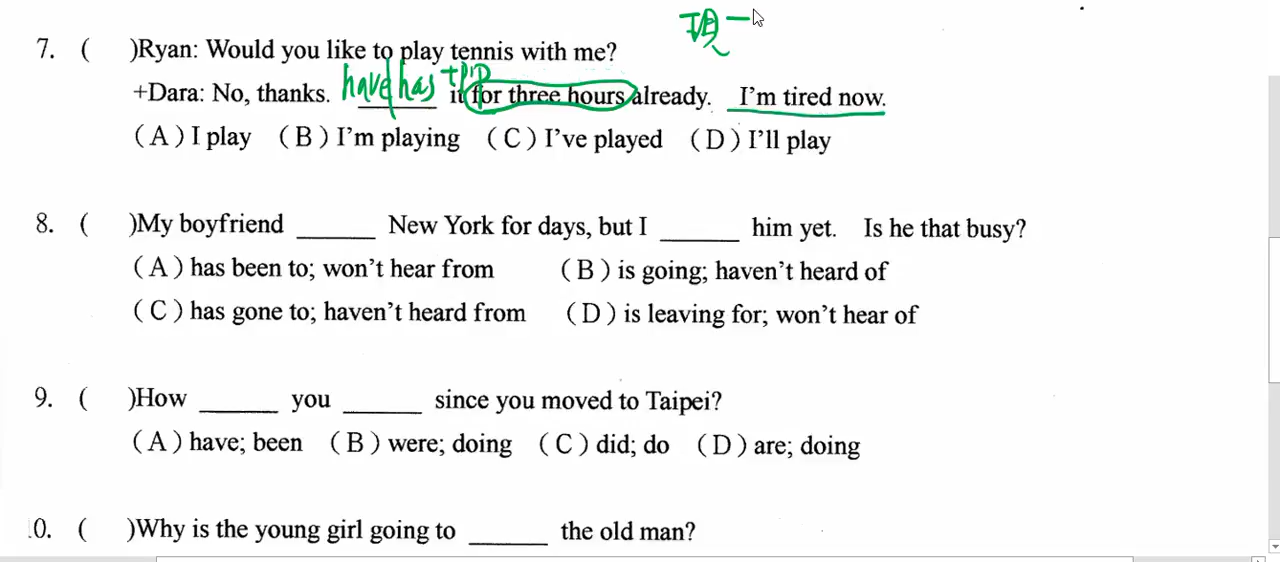 現一
7. ( )Ryan: Would you like to play tennis with me?
have has + p.p
+Dara: No, thanks. ______ it for three hours already. I'm tired now.
(A) I play (B) I'm playing (C) I've played (D) I'll play
8. ( )My boyfriend ______ New York for days, but I ______ him yet. Is he that busy?
(A) has been to; won't hear from (B) is going; haven't heard of
(C) has gone to; haven't heard from (D) is leaving for; won't hear of
9. ( )How ______ you ______ since you moved to Taipei?
(A) have; been (B) were; doing (C) did; do (D) are; doing
.0. ( )Why is the young girl going to ______ the old man?